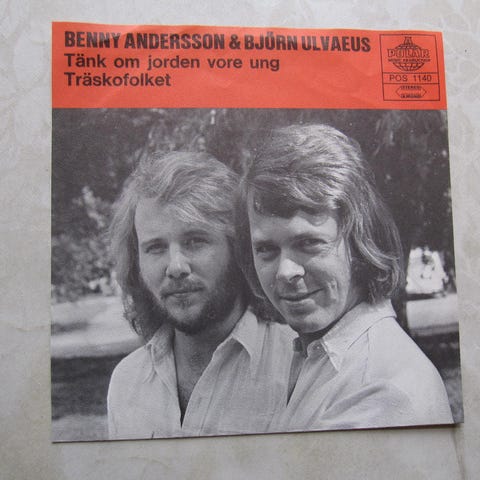 BENNY ANDERSSON & BJÖRN ULVAEUS
Tänk om jorden vore ung
Träskofolket
POLAR
POS 1140
STEREO